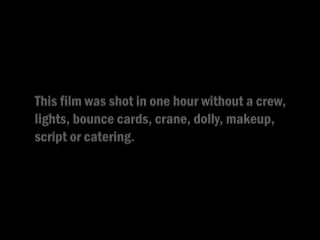 This film was shot in one hour without a crew,
lights, bounce cards, crane, dolly, makeup,
script or catering.